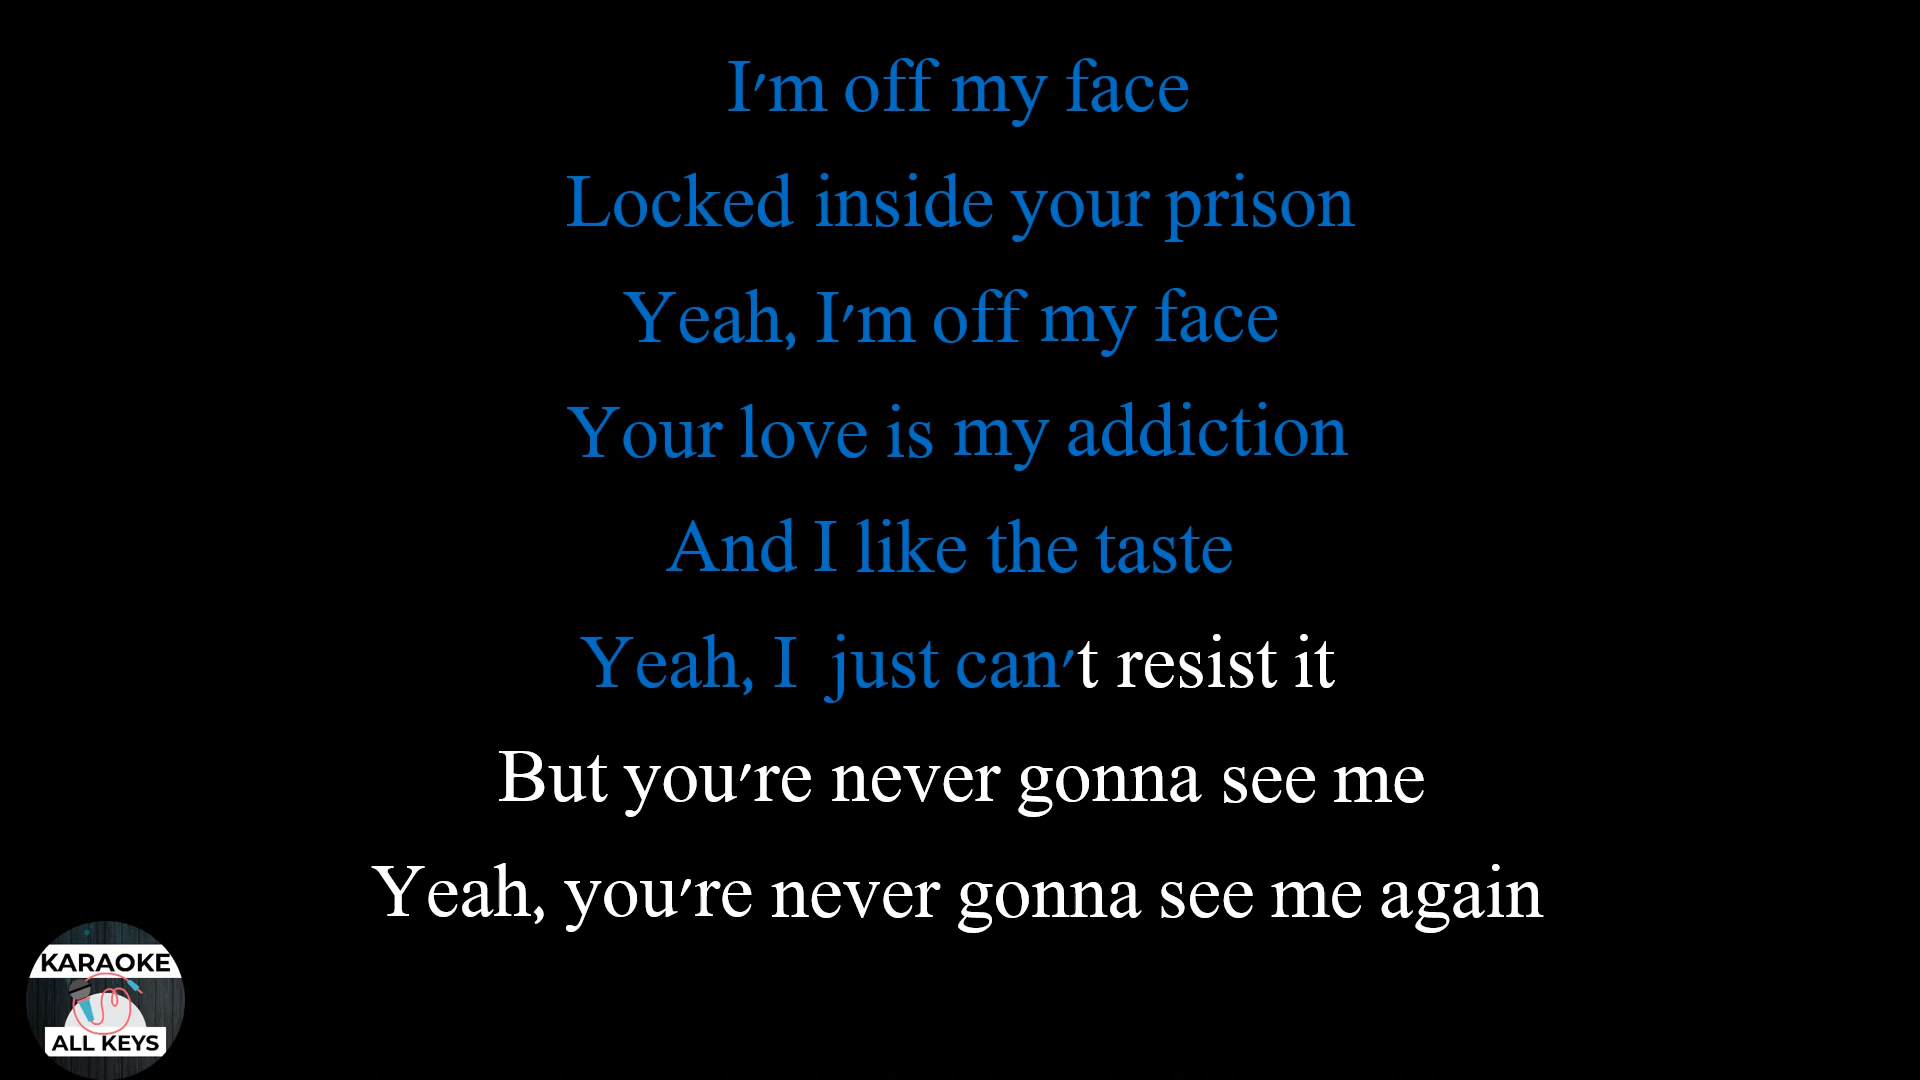 I'm off my face
Locked inside your prison
Yeah, I'm off my face
Your love is my addiction
And I like the taste
Yeah, I just can't resist it
But you're never gonna see me
Yeah, you're never gonna see me again
KARAOKE
ALL KEYS